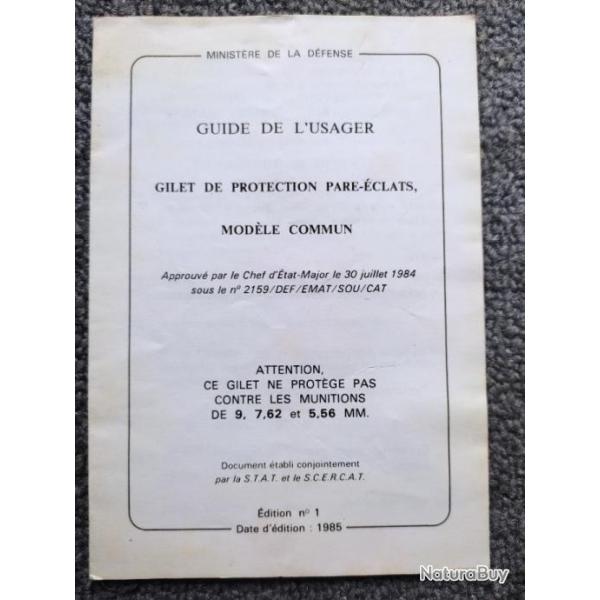 MINISTÈRE DE LA DÉFENSE
GUIDE DE L'USAGER
GILET DE PROTECTION PARE-ÉCLATS,
MODÈLE COMMUN
Approuvé par le Chef d'État-Major le 30 juillet 1984
sous le nº 2159/DEF/EMAT/SOU/CAT
ATTENTION,
CE GILET NE PROTÈGE PAS
CONTRE LES MUNITIONS
DE 9, 7,62 et 5,56 MM.
Document établi conjointement
par la S.T.A.T. et le S.C.E.R.C.A.T.
Édition nº 1
Date d'édition : 1985
NaturaBuy